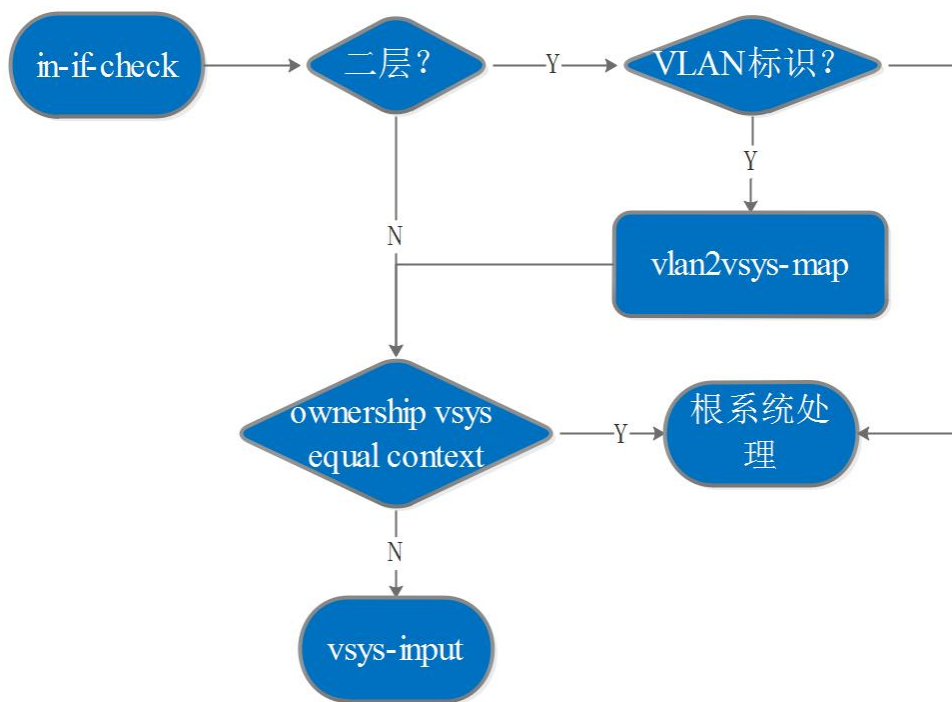 in-if-check
二层？
Y
VLAN标识？
Y
vlan2vsys-map
N
ownership vsys
equal context
Y
根系统处
理
N
vsys-input